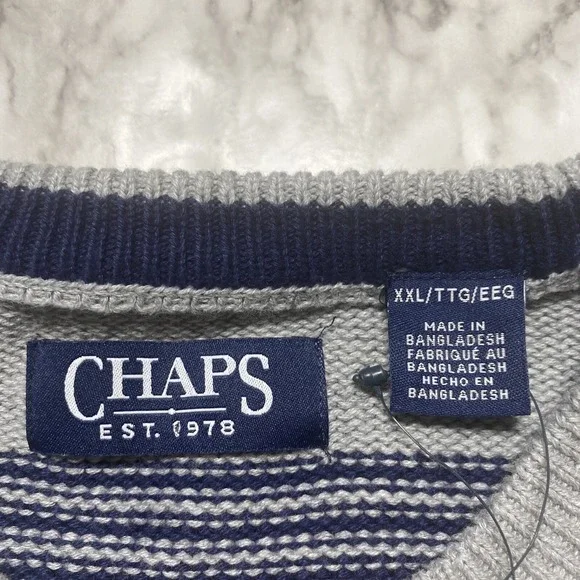 CHAPS
EST. 1978
XXL/TTG/EEG
MADE IN
BANGLADESH
FABRIQUÉ AU
BANGLADESH
HECHO EN
BANGLADESH